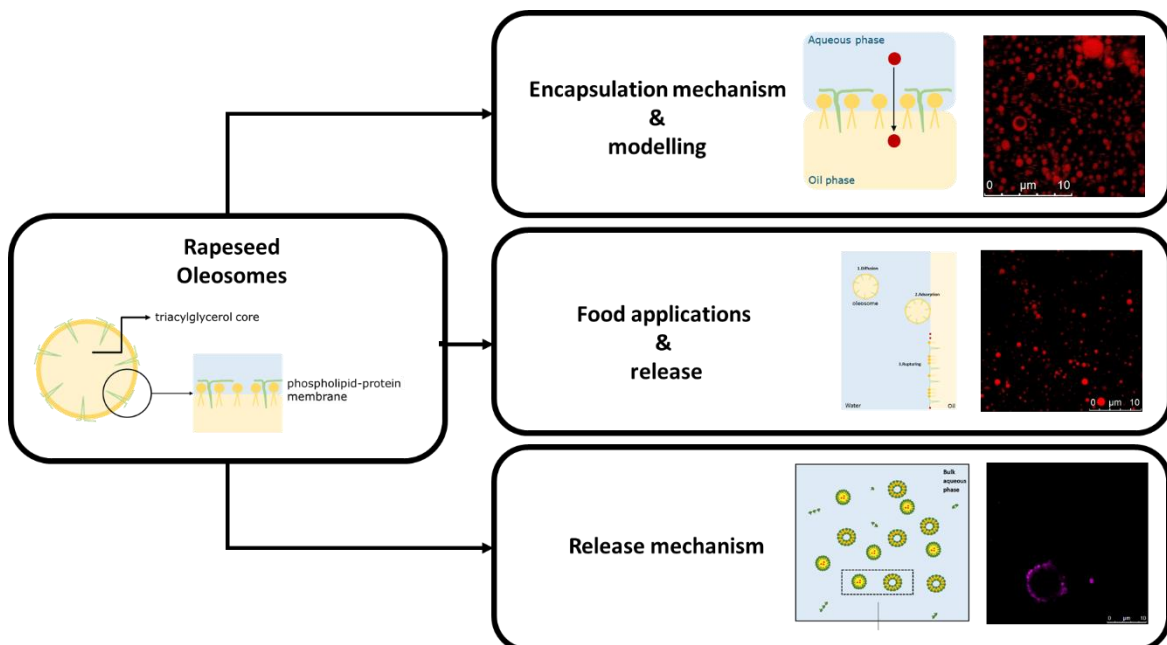 Rapeseed
Oleosomes
triacylglycerol core
phospholipid-protein
membrane
Encapsulation mechanism
&
modelling
Aqueous phase
Oil phase
0 µm 10
Food applications
&
release
1.Diffusion
oleosome
2.Adsorption
3.Rupturing
Water
Oil
0 µm 10
Release mechanism
Bulk
aqueous
phase
0 µm 10